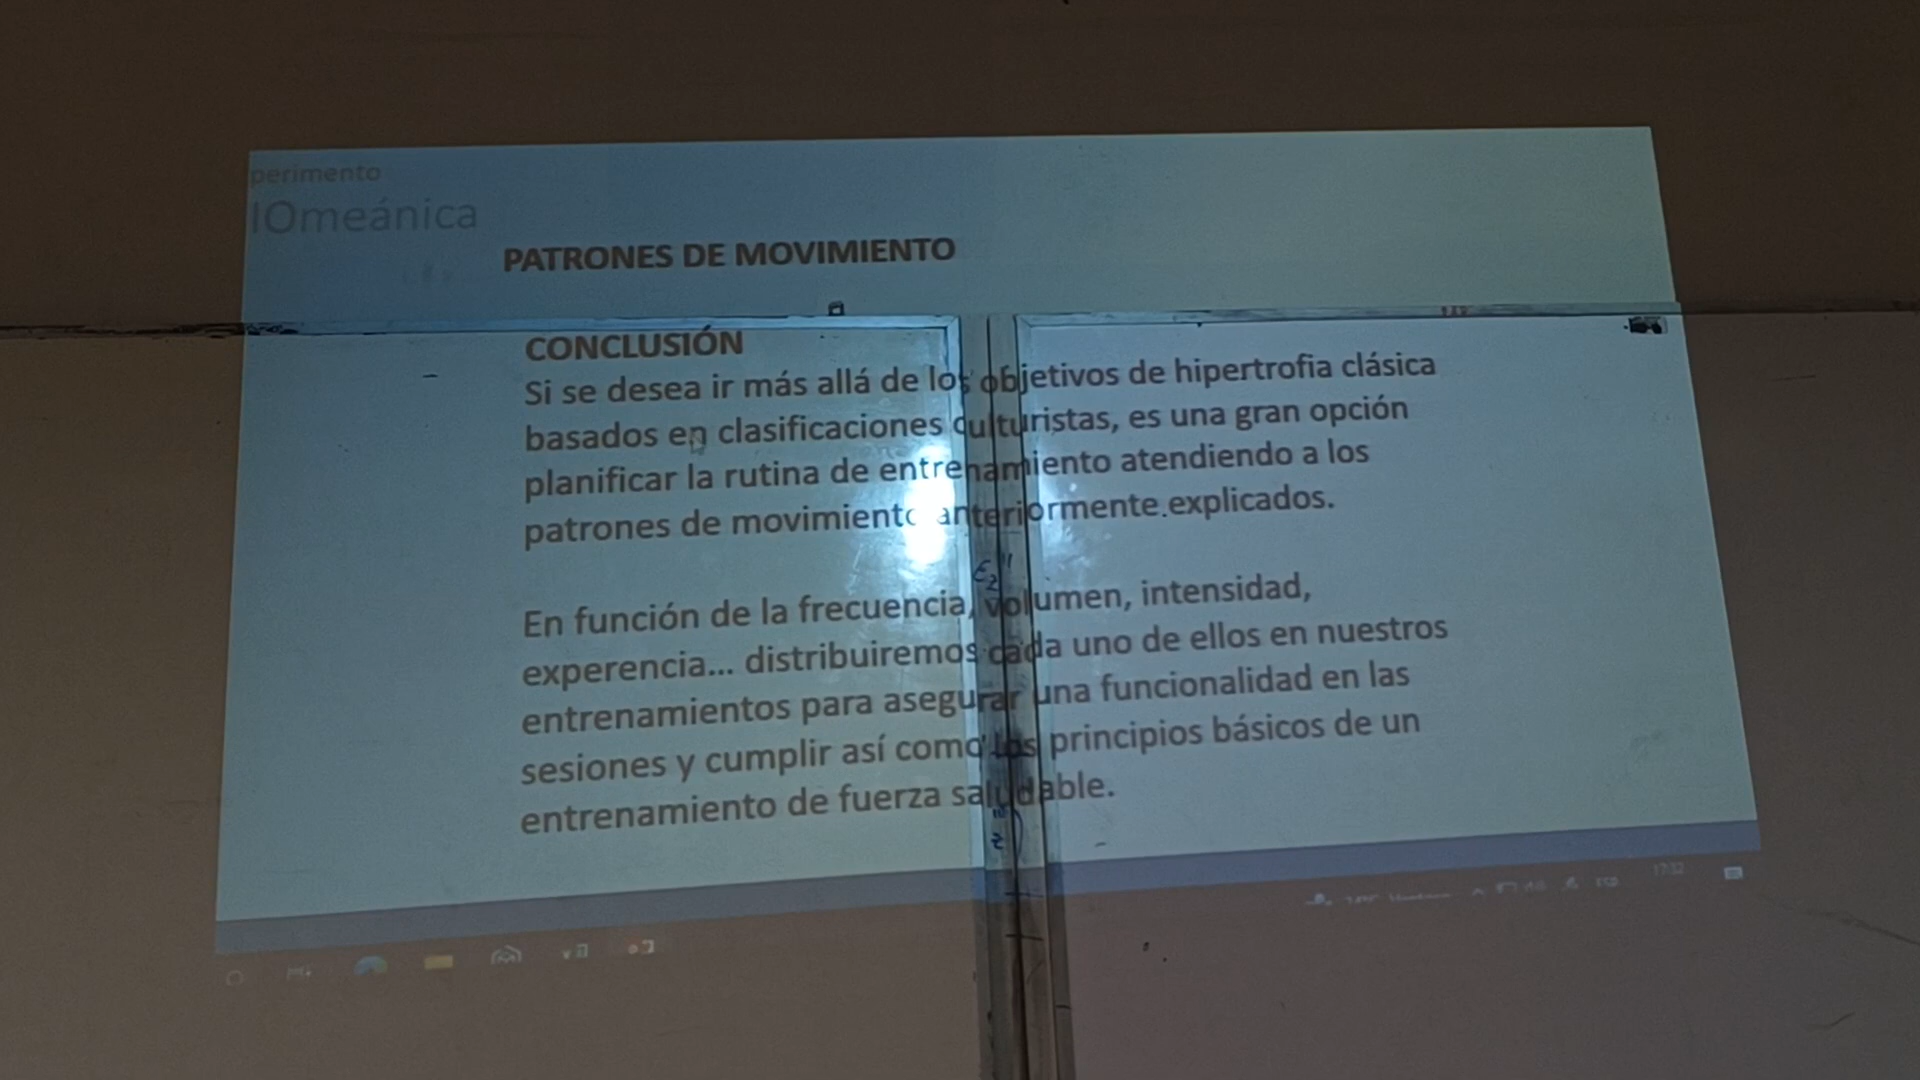 perimento
IOmeánica
PATRONES DE MOVIMIENTO
CONCLUSIÓN
Si se desea ir más allá de los objetivos de hipertrofia clásica
basados en clasificaciones culturistas, es una gran opción
planificar la rutina de entrenamiento atendiendo a los
patrones de movimiento anteriormente explicados.
En función de la frecuencia, volumen, intensidad,
experencia... distribuiremos cada uno de ellos en nuestros
entrenamientos para asegurar una funcionalidad en las
sesiones y cumplir así como los principios básicos de un
entrenamiento de fuerza saludable.
17:32